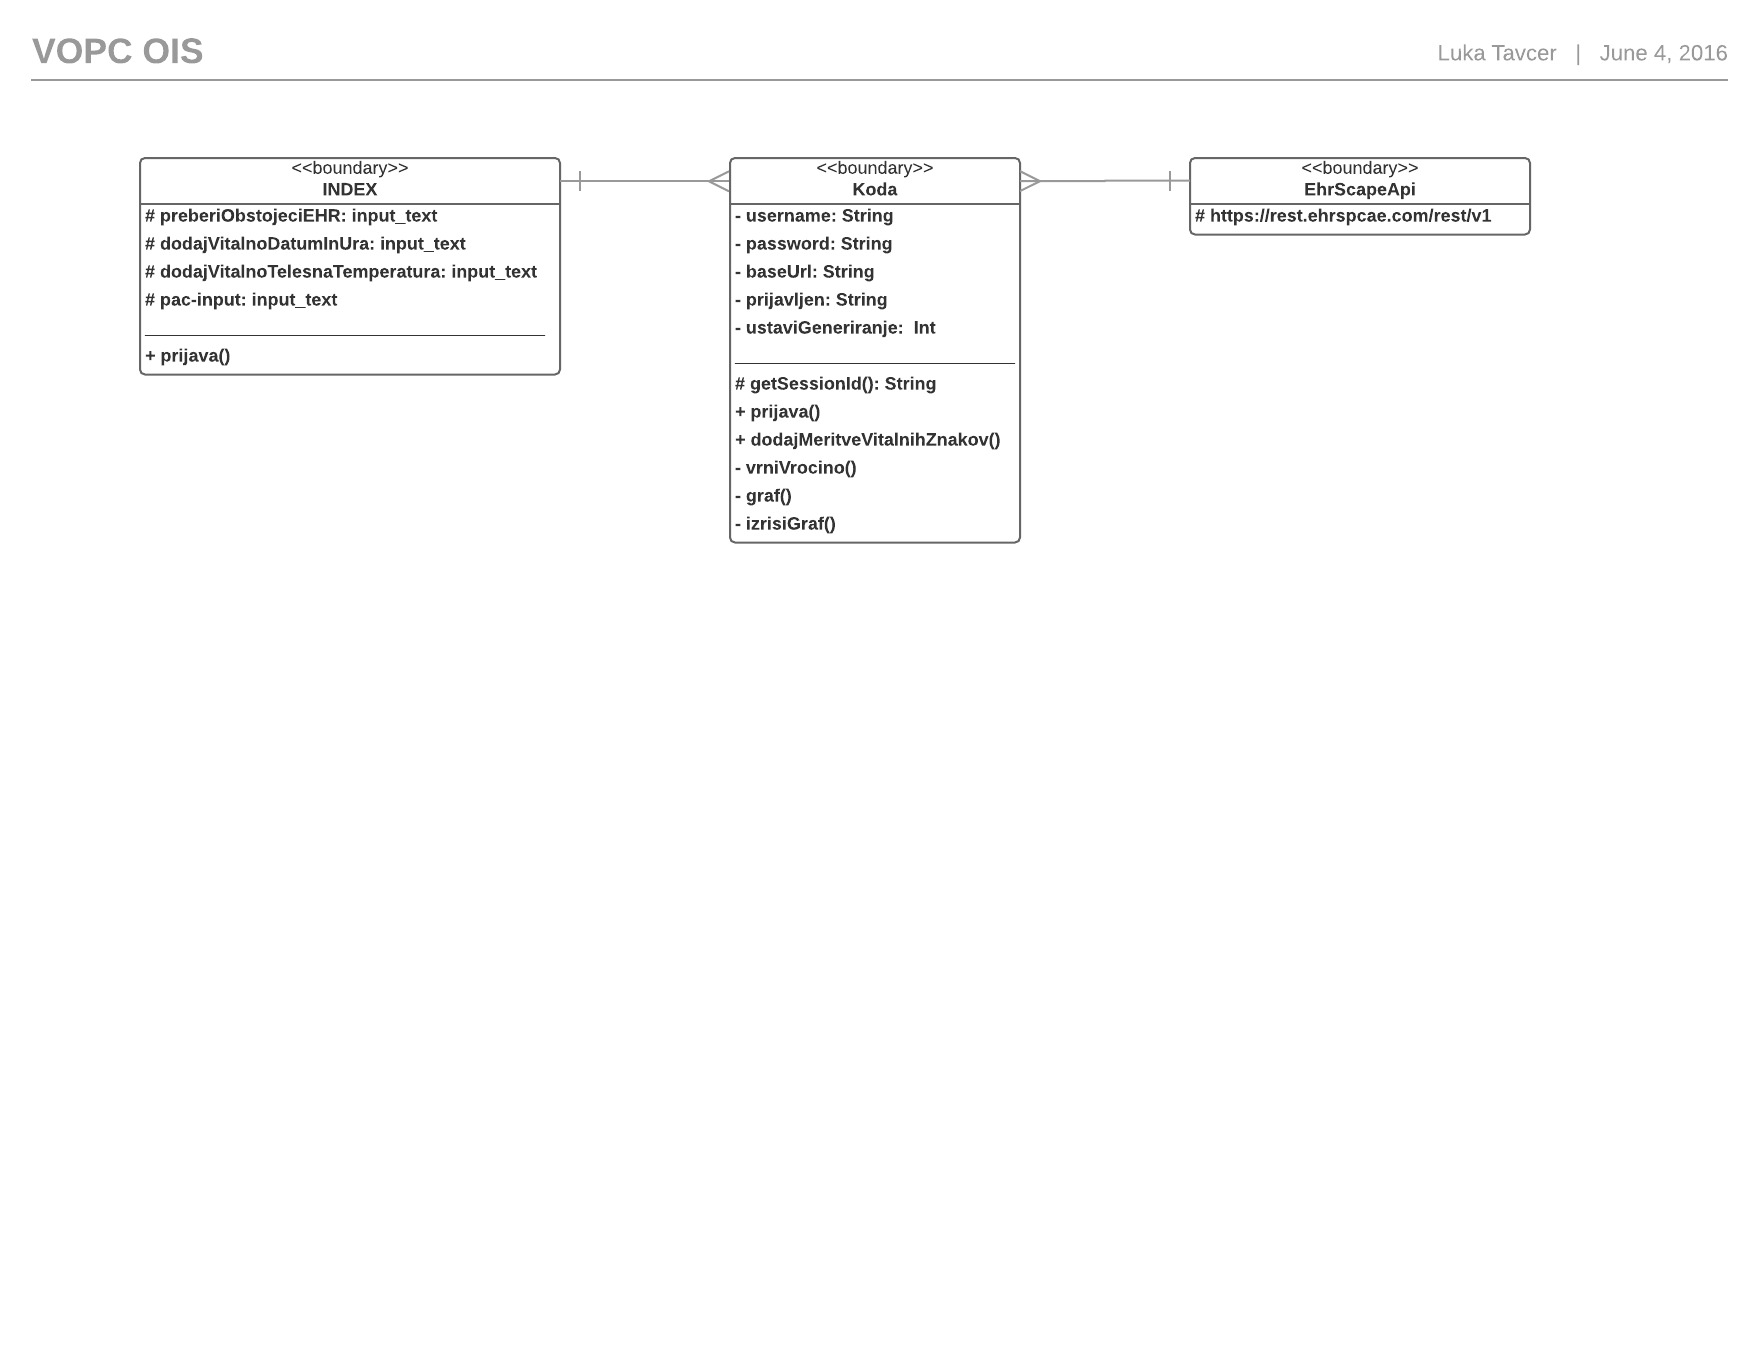 VOPC OIS
Luka Tavcer | June 4, 2016
<<boundary>>
INDEX
# preberiObstojeciEHR: input_text
# dodajVitalnoDatumInUra: input_text
# dodajVitalnoTelesnaTemperatura: input_text
# pac-input: input_text
+ prijava()
<<boundary>>
Koda
- username: String
- password: String
- baseUrl: String
- prijavljen: String
- ustaviGeneriranje:  Int
# getSessionId(): String
+ prijava()
+ dodajMeritveVitalnihZnakov()
- vrniVrocino()
- graf()
- izrisiGraf()
<<boundary>>
EhrScapeApi
# https://rest.ehrspcae.com/rest/v1